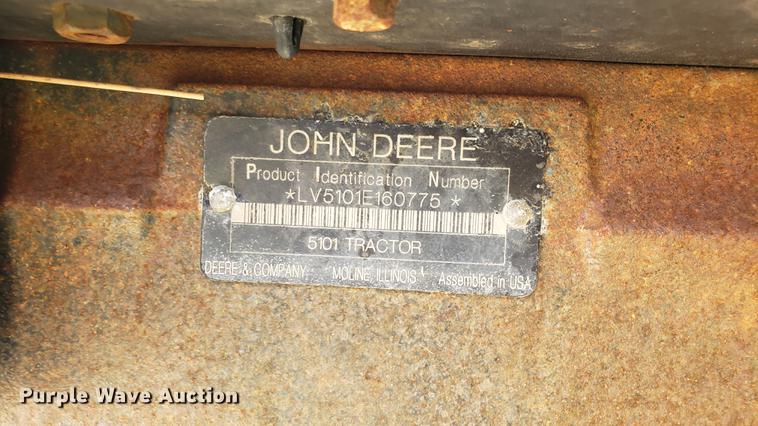 JOHN DEERE
Product Identification Number
*LV5101E160775*
5101 TRACTOR
DEERE & COMPANY MOLINE, ILLINOIS Assembled in USA
Purple Wave Auction